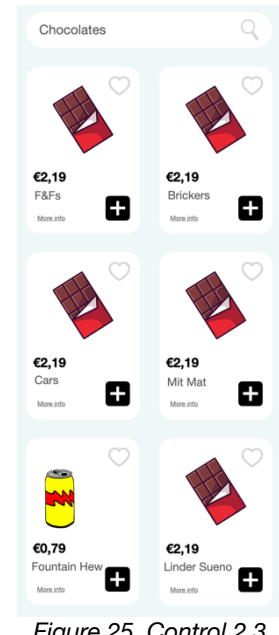 Chocolates
€2,19 €2,19
F&Fs Brickers
More info More info
€2,19 €2,19
Cars Mit Mat
More info More info
€0,79 €2,19
Fountain Hew Linder Sueno
More info More info
Figure 25. Control 2.3